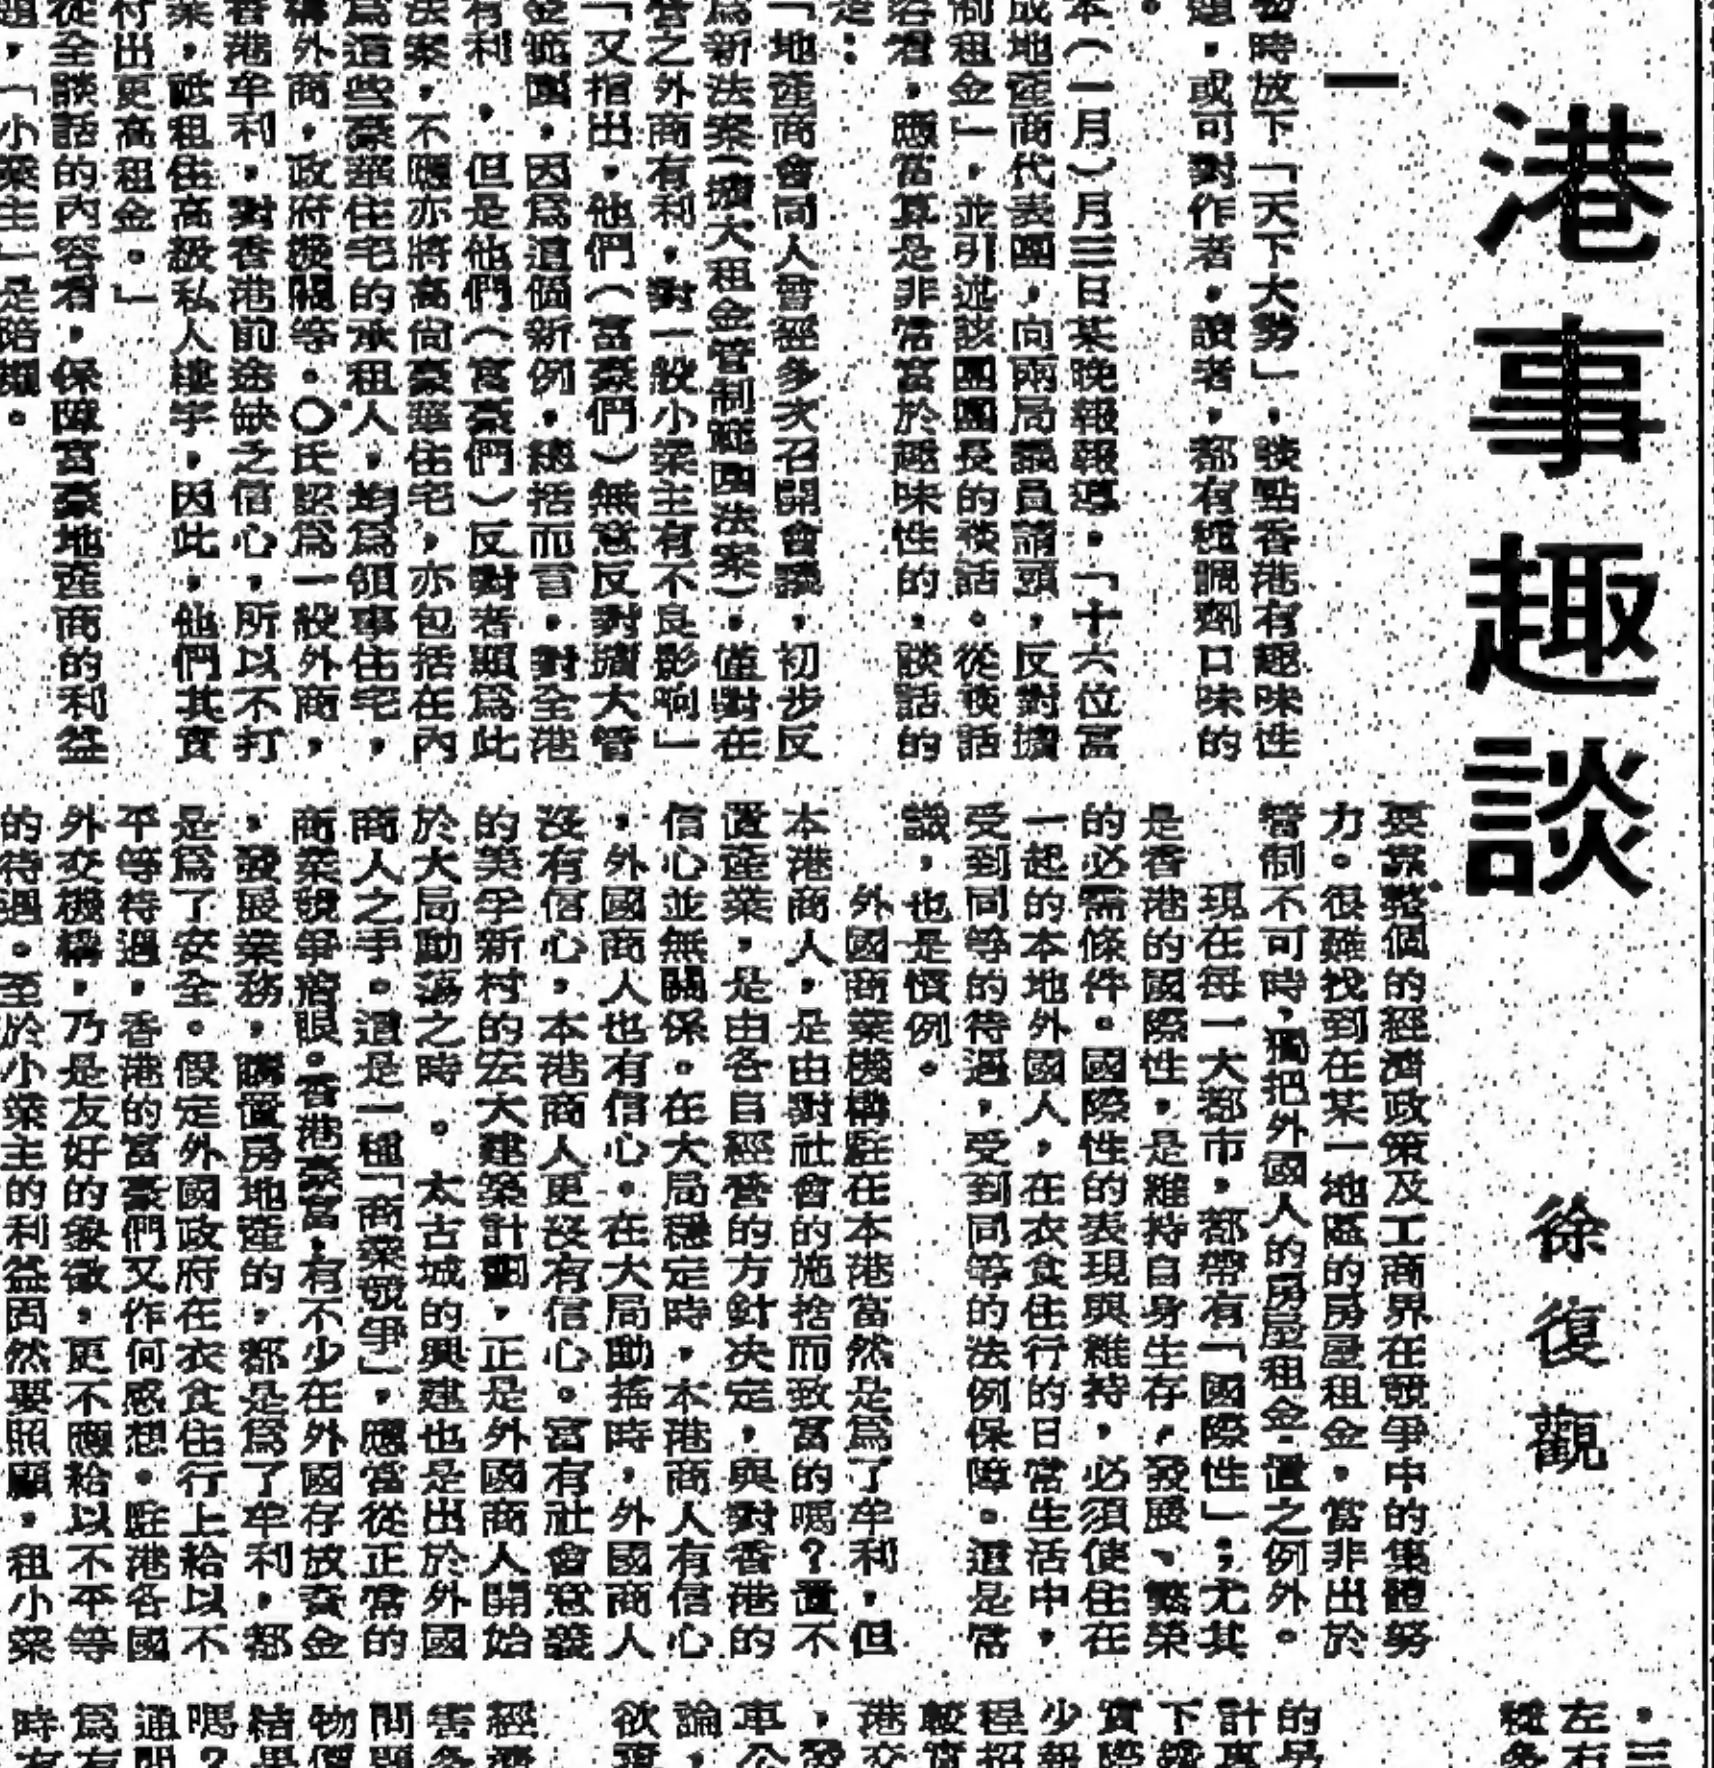 港事趣談
徐復觀
一
時放下「天下大勢」，談點香港有趣味性
，或可對作者，讀者，都有輕調劑口味的
。
本（一月）月三日某晚報報導，「十六位富
成地產商代表團，向兩局議員請願，反對擴
制租金」，並引述該團團長的談話。從談話
容看，應當算是非常富於趣味性的，談話的
是：
「地產商會同人曾經多次召開會議，初步反
為新法案（擴大租金管制範圍法案），僅對在
營之外商有利，對一般小業主有不良影响」
「又指出，他們（富豪們）無意反對擴大管
金範圍，因為這個新例，總括而言，對全港
有利，但是他們（富豪們）反對者題為此
法案，不應亦將高尚豪華住宅，亦包括在內
為這些豪華住宅的承租人，均為領事住宅，
構外商，政府機關等。〇氏認為一般外商，
香港牟利，對香港前途缺之信心，所以不打
業，祗租住高級私人樓宇，因此，他們其實
付出更高租金。」
從全談話的內容看，保障富豪地產商的利益
，「小業主」是陪襯。
要靠整個的經濟政策及工商界在競爭中的集體努
力。很難找到在某一地區的房屋租金，當非出於
管制不可時，獨把外國人的房屋租金，置之例外。
現在每一大都市，都帶有「國際性」；尤其
是香港的國際性，是維持自身生存，發展、繁榮
的必需條件。國際性的表現與維持，必須使住在
一起的本地外國人，在衣食住行的日常生活中，
受到同等的待遇，受到同等的法例保障。這是常
識，也是慣例。
外國商業機構駐在本港當然是為了牟利，但
本港商人，是由對社會的施捨而致富的嗎？置不
置產業，是由各自經營的方針决定，與對香港的
信心並無關係。在大局穩定時，本港商人有信心
，外國商人也有信心。在大局動搖時，外國商人
沒有信心，本港商人更沒有信心。富有社會意義
的美孚新村的宏大建築計劃，正是外國商人開始
於大局動蕩之時。太古城的興建也是出於外國
商人之手。這是一種「商業競爭」，應當從正常的
商業競爭着眼。香港豪富，有不少在外國存放資金
，發展業務，購置房地產的，都是為了牟利，都
是為了安全。假定外國政府在衣食住行上給以不
平等待遇，香港的富豪們又作何感想。駐港各國
外交機構，乃是友好的象徵，更不應給以不平等
的待遇。至於小業主的利益固然要照顧，租小業